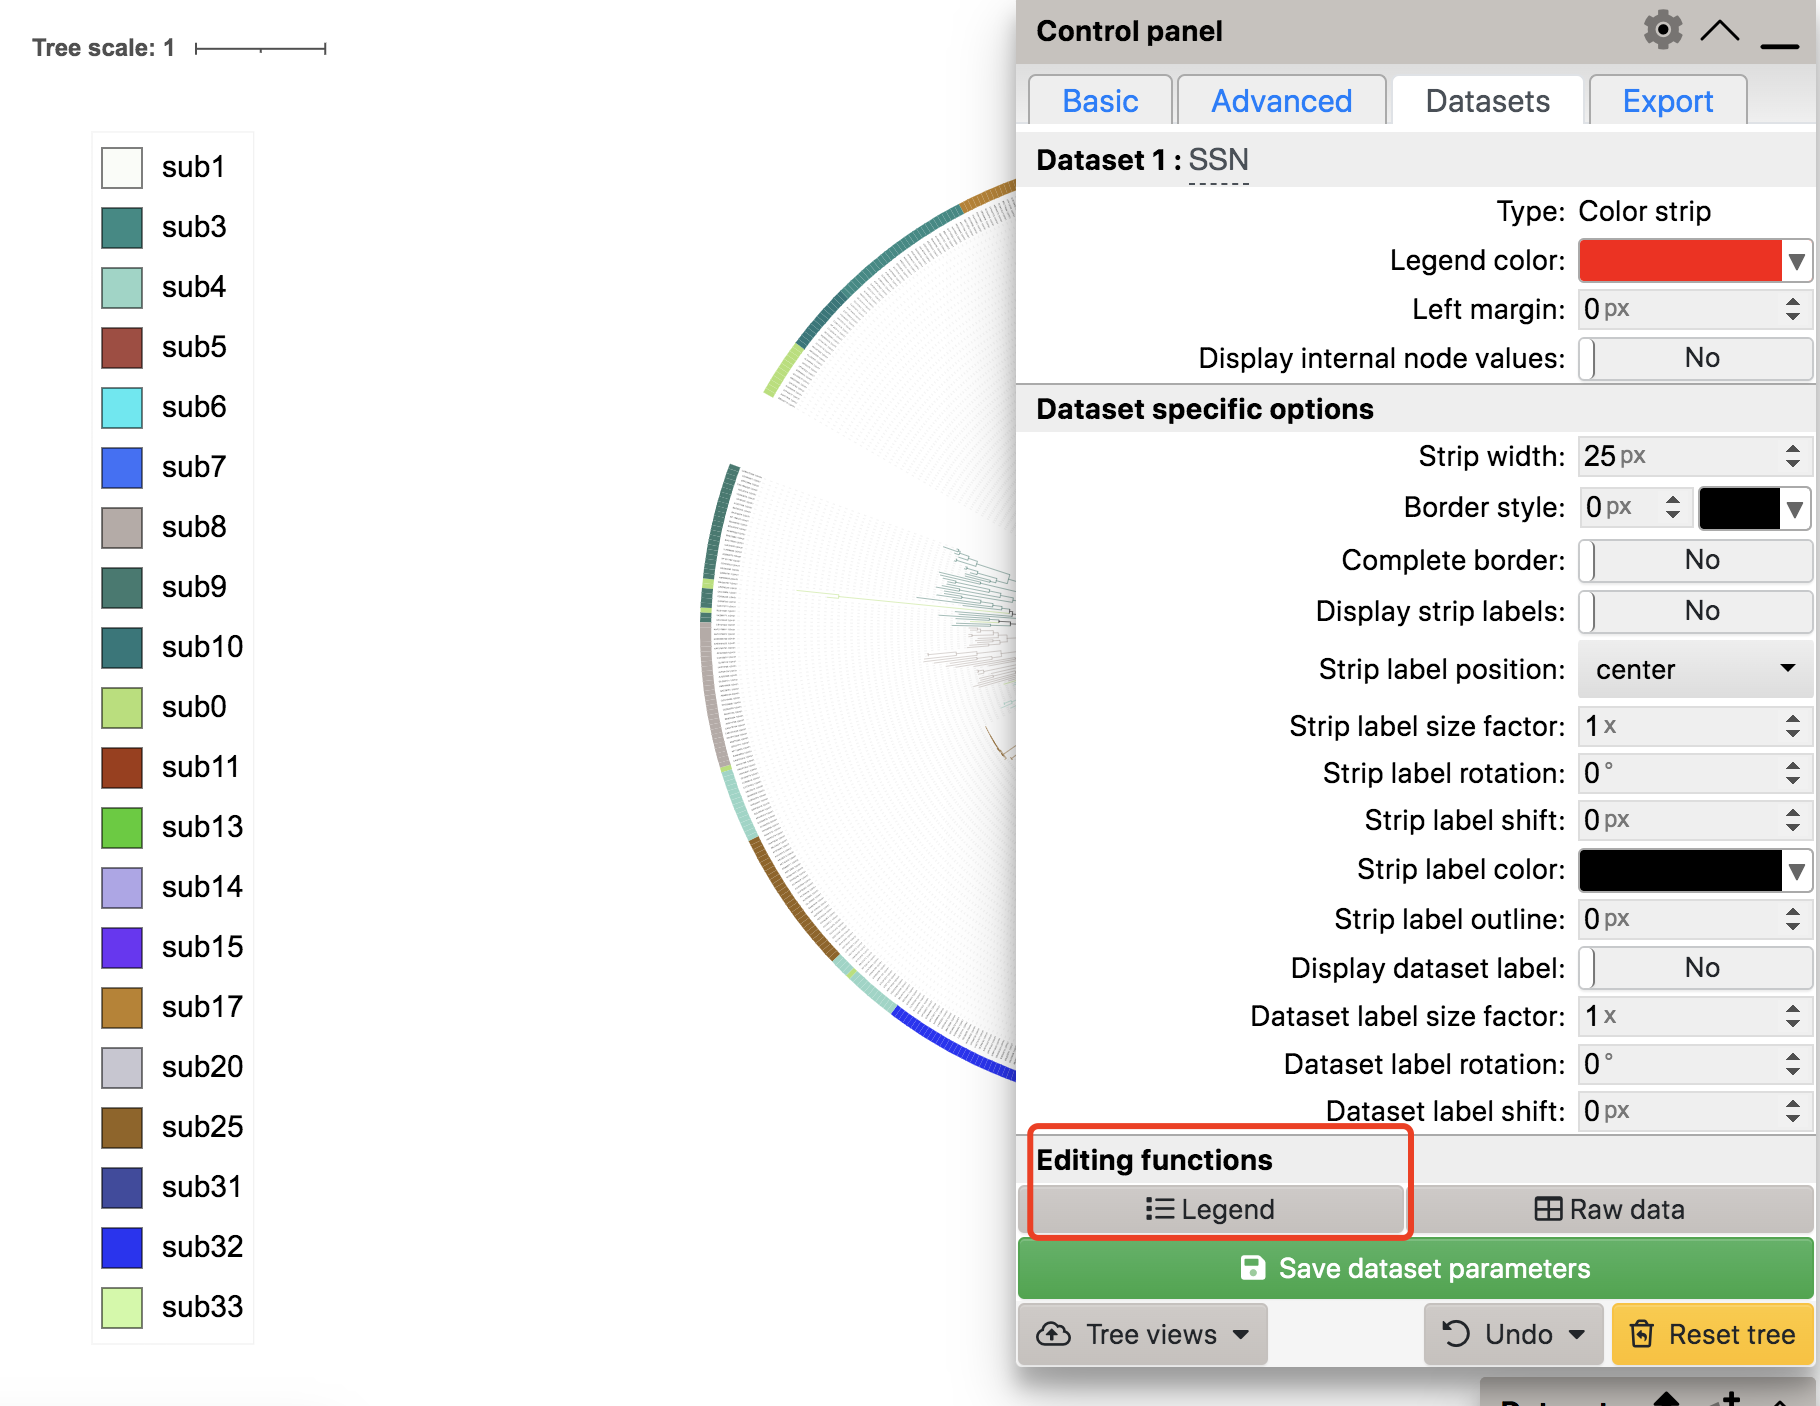 Tree scale: 1
sub1
sub3
sub4
sub5
sub6
sub7
sub8
sub9
sub10
sub0
sub11
sub13
sub14
sub15
sub17
sub20
sub25
sub31
sub32
sub33
Control panel
Basic
Advanced
Datasets
Export
Dataset 1 : SSN
Type: Color strip
Legend color:
Left margin: 0 px
Display internal node values: No
Dataset specific options
Strip width: 25 px
Border style: 0 px
Complete border: No
Display strip labels: No
Strip label position: center
Strip label size factor: 1 x
Strip label rotation: 0 °
Strip label shift: 0 px
Strip label color:
Strip label outline: 0 px
Display dataset label: No
Dataset label size factor: 1 x
Dataset label rotation: 0 °
Dataset label shift: 0 px
Editing functions
Legend
Raw data
Save dataset parameters
Tree views
Undo
Reset tree